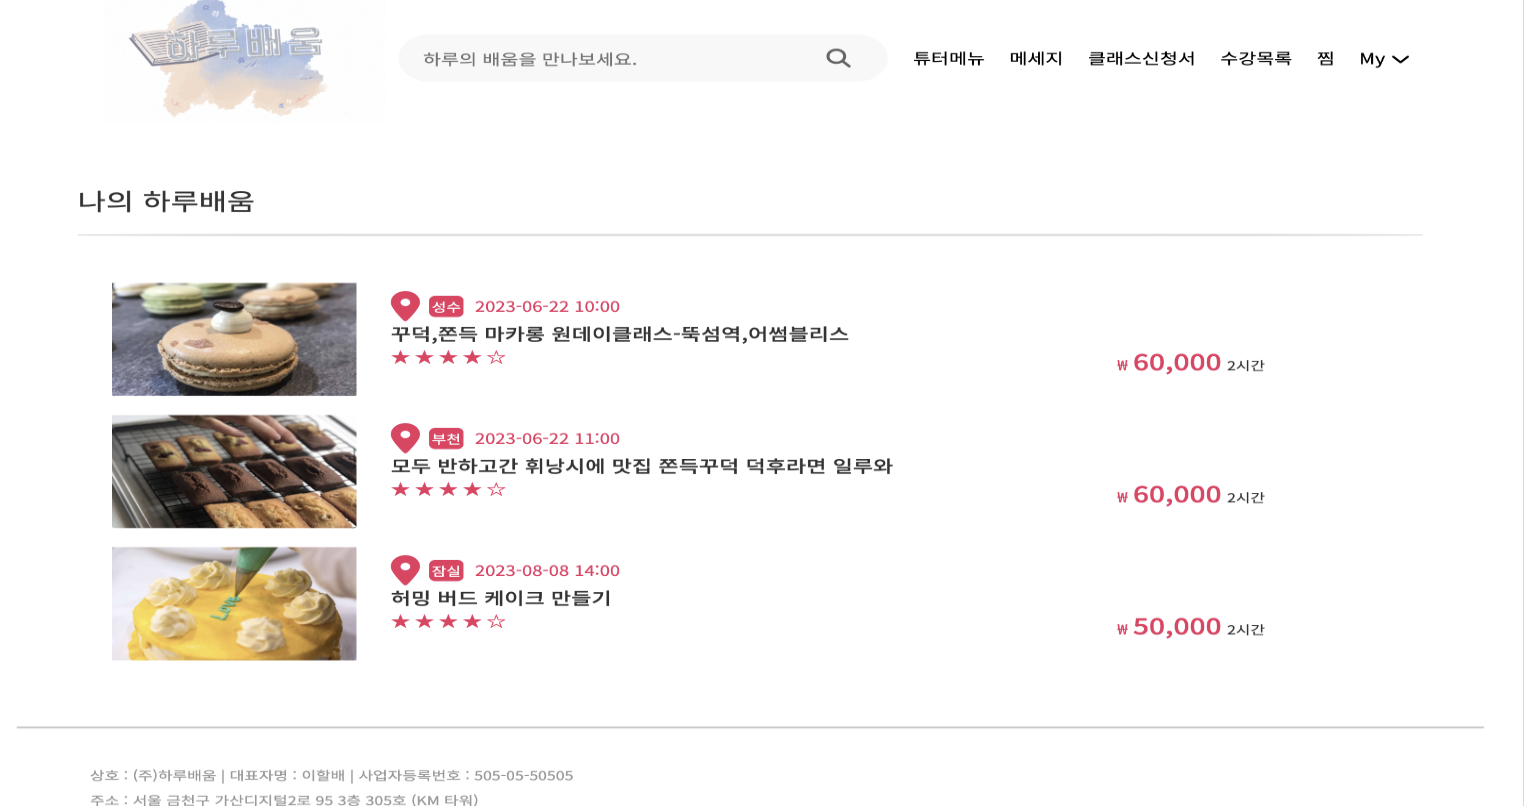 하루배움
하루의 배움을 만나보세요.
튜터메뉴 메세지 클래스신청서 수강목록 찜 My
나의 하루배움
성수 2023-06-22 10:00
꾸덕,쫀득 마카롱 원데이클래스-뚝섬역,어썸블리스
★★★★☆
₩ 60,000 2시간
부천 2023-06-22 11:00
모두 반하고간 휘낭시에 맛집 쫀득꾸덕 덕후라면 일루와
★★★★☆
₩ 60,000 2시간
Love
잠실 2023-08-08 14:00
허밍 버드 케이크 만들기
★★★★☆
₩ 50,000 2시간
상호 : (주)하루배움 | 대표자명 : 이할배 | 사업자등록번호 : 505-05-50505
주소 : 서울 금천구 가산디지털2로 95 3층 305호 (KM 타워)